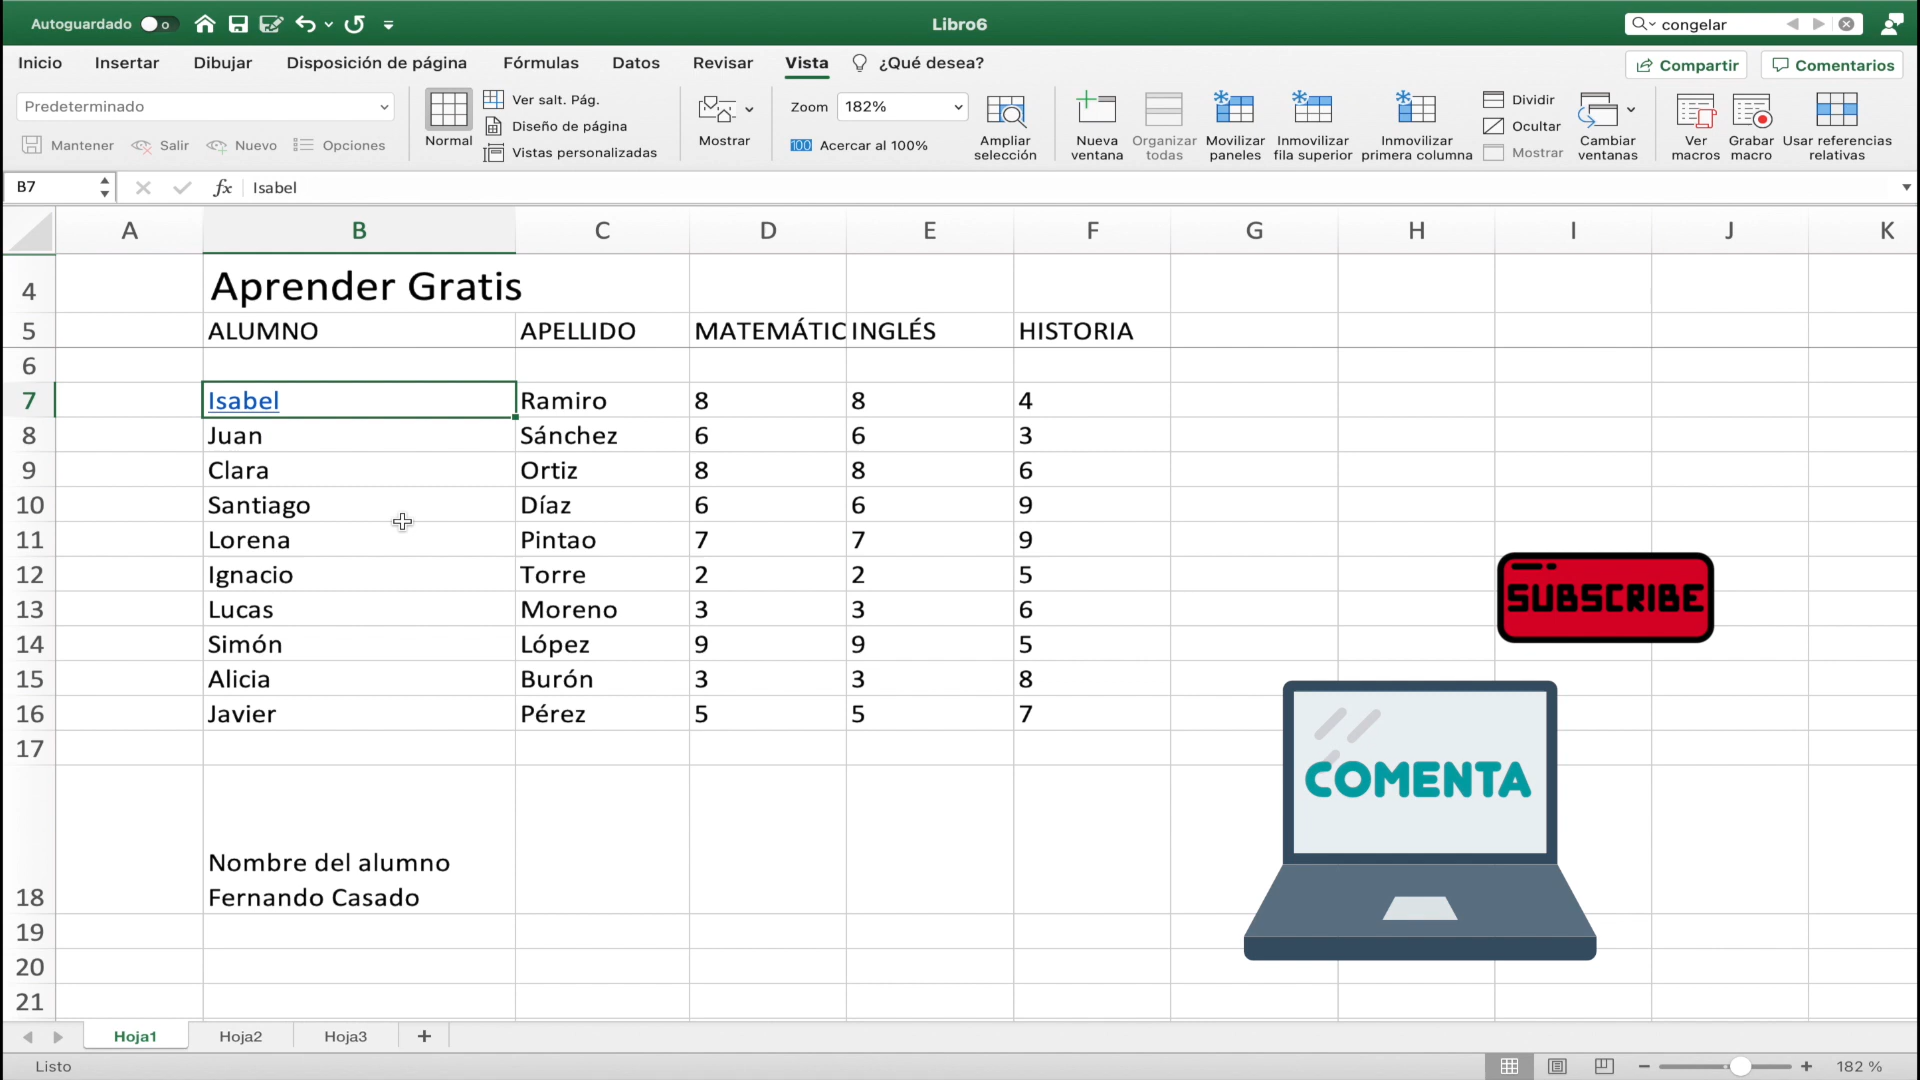 Autoguardado
Libro6
congelar
Inicio Insertar Dibujar Disposición de página Fórmulas Datos Revisar Vista ¿Qué desea? Compartir Comentarios
Predeterminado
Mantener Salir Nuevo Opciones
Normal
Ver salt. Pág.
Diseño de página
Vistas personalizadas
Mostrar
Zoom 182%
100 Acercar al 100%
Ampliar
selección
Nueva
ventana
Organizar
todas
Movilizar
paneles
Inmovilizar
fila superior
Inmovilizar
primera columna
Dividir
Ocultar
Mostrar
Cambiar
ventanas
Ver
macros
Grabar
macro
Usar referencias
relativas
B7 fx Isabel
A B C D E F G H I J K
4 Aprender Gratis
5 ALUMNO APELLIDO MATEMÁTIC INGLÉS HISTORIA
6
7 Isabel Ramiro 8 8 4
8 Juan Sánchez 6 6 3
9 Clara Ortiz 8 8 6
10 Santiago Díaz 6 6 9
11 Lorena Pintao 7 7 9
12 Ignacio Torre 2 2 5
13 Lucas Moreno 3 3 6
14 Simón López 9 9 5
15 Alicia Burón 3 3 8
16 Javier Pérez 5 5 7
17
Nombre del alumno
18 Fernando Casado
19
20
21
SUBSCRIBE
COMENTA
Hoja1 Hoja2 Hoja3
Listo
182 %